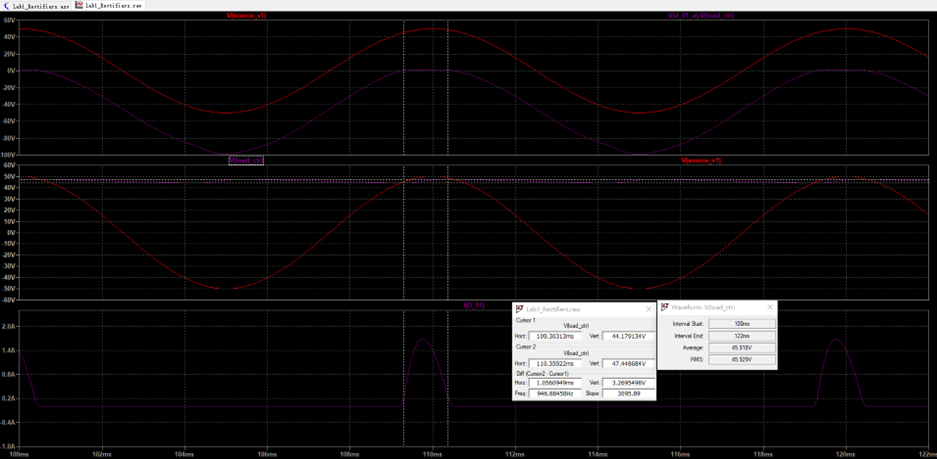 Lab1_Rectifiers.asc Lab1_Rectifiers.raw
V(source_v1) V(d_01_a)-V(load_ctr)
60V
40V
20V
0V
-20V
-40V
-60V
-80V
-100V
V(load_ctr) V(source_v1)
60V
50V
40V
30V
20V
10V
0V
-10V
-20V
-30V
-40V
-50V
-60V
I(D_01)
2.0A
1.4A
0.8A
0.2A
-0.4A
-1.0A
100ms 102ms 104ms 106ms 108ms 110ms 112ms 114ms 116ms 118ms 120ms 122ms
Lab1_Rectifiers.raw
Cursor 1
V(load_ctr)
Horz: 109.30313ms Vert: 44.179134V
Cursor 2
V(load_ctr)
Horz: 110.35922ms Vert: 47.448684V
Diff (Cursor2 - Cursor1)
Horz: 1.0560949ms Vert: 3.2695498V
Freq: 946.88458Hz Slope: 3095.89
Waveform: V(load_ctr)
Interval Start: 100ms
Interval End: 122ms
Average: 45.918V
RMS: 45.929V